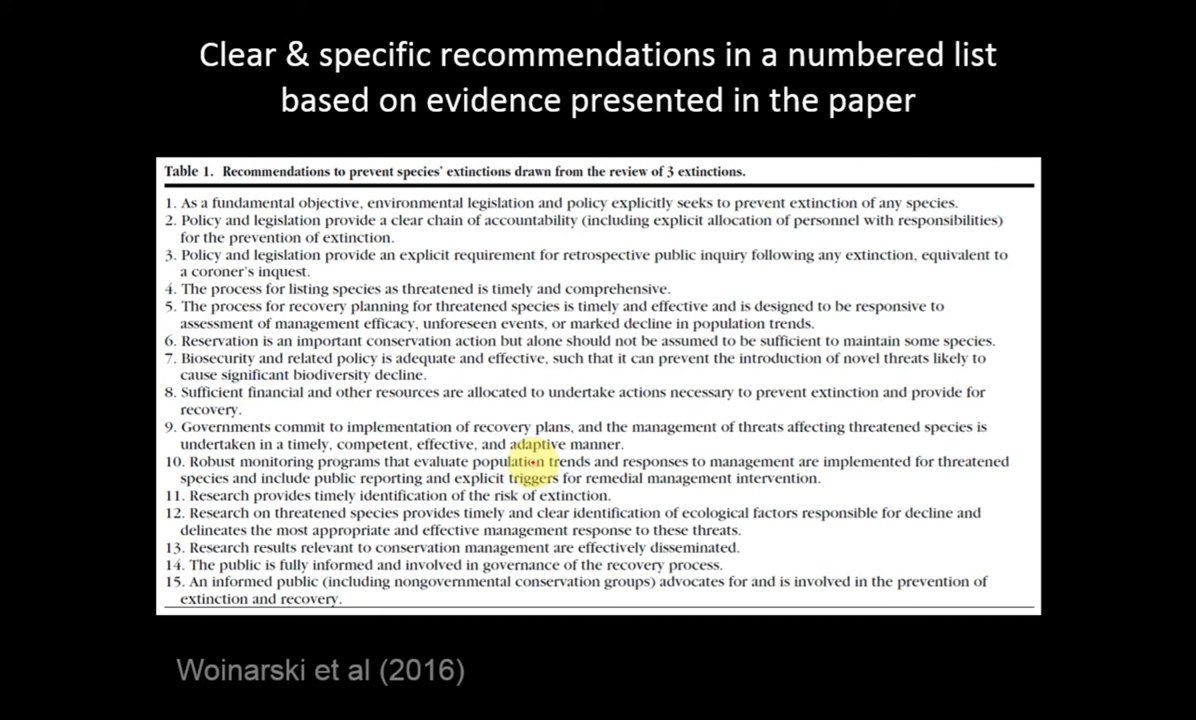 Clear & specific recommendations in a numbered list
based on evidence presented in the paper
Table 1. Recommendations to prevent species' extinctions drawn from the review of 3 extinctions.
1. As a fundamental objective, environmental legislation and policy explicitly seeks to prevent extinction of any species.
2. Policy and legislation provide a clear chain of accountability (including explicit allocation of personnel with responsibilities)
for the prevention of extinction.
3. Policy and legislation provide an explicit requirement for retrospective public inquiry following any extinction, equivalent to
a coroner's inquest.
4. The process for listing species as threatened is timely and comprehensive.
5. The process for recovery planning for threatened species is timely and effective and is designed to be responsive to
assessment of management efficacy, unforeseen events, or marked decline in population trends.
6. Reservation is an important conservation action but alone should not be assumed to be sufficient to maintain some species.
7. Biosecurity and related policy is adequate and effective, such that it can prevent the introduction of novel threats likely to
cause significant biodiversity decline.
8. Sufficient financial and other resources are allocated to undertake actions necessary to prevent extinction and provide for
recovery.
9. Governments commit to implementation of recovery plans, and the management of threats affecting threatened species is
undertaken in a timely, competent, effective, and adaptive manner.
10. Robust monitoring programs that evaluate population trends and responses to management are implemented for threatened
species and include public reporting and explicit triggers for remedial management intervention.
11. Research provides timely identification of the risk of extinction.
12. Research on threatened species provides timely and clear identification of ecological factors responsible for decline and
delineates the most appropriate and effective management response to these threats.
13. Research results relevant to conservation management are effectively disseminated.
14. The public is fully informed and involved in governance of the recovery process.
15. An informed public (including nongovernmental conservation groups) advocates for and is involved in the prevention of
extinction and recovery.
Woinarski et al (2016)